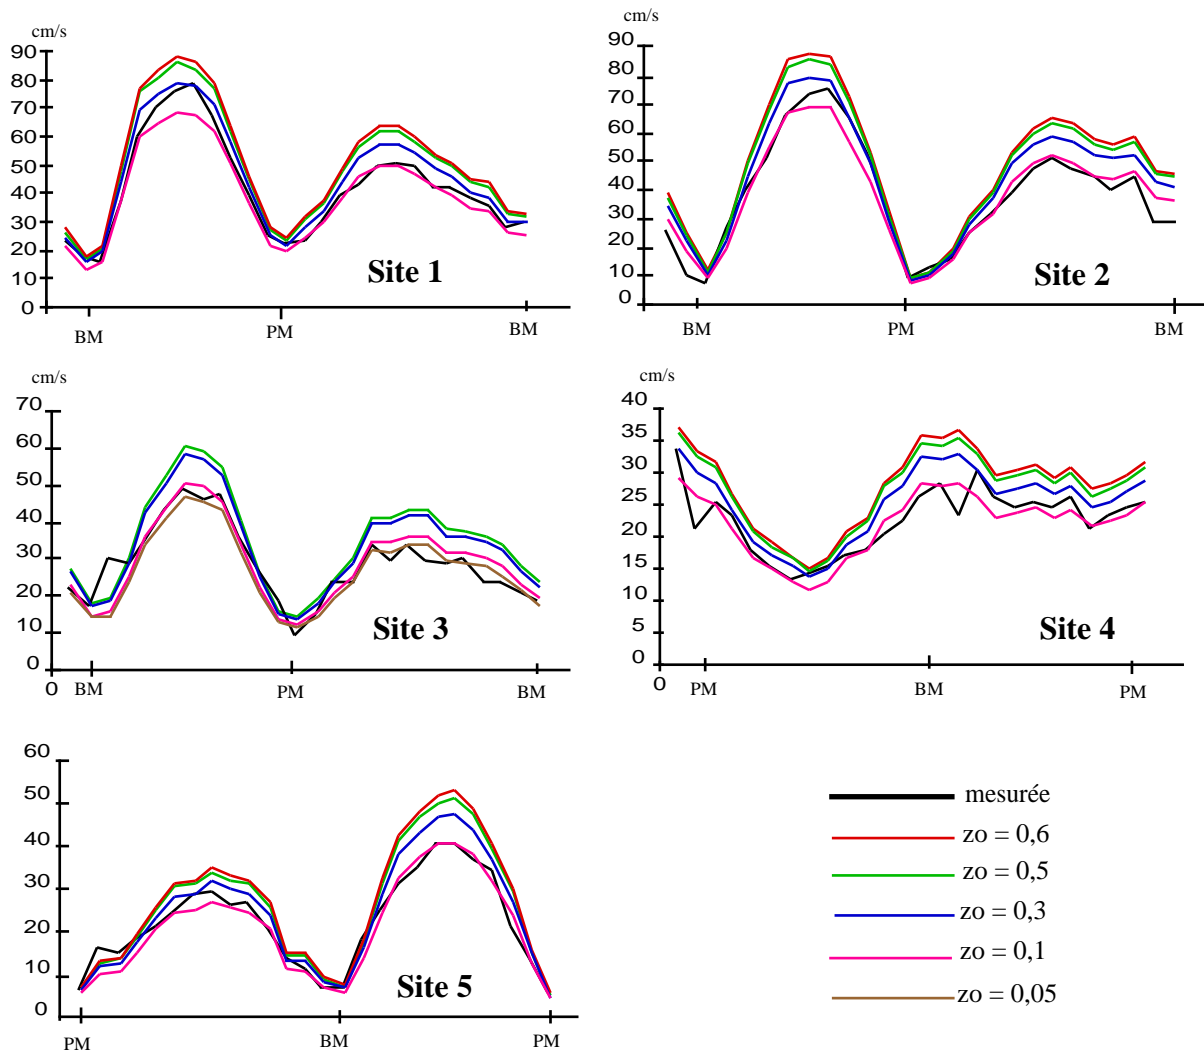 cm/s
90
80
70
60
50
40
30
20
10
0
BM
PM
BM
Site 1
cm/s
90
80
70
60
50
40
30
20
10
0
BM
PM
BM
Site 2
cm/s
70
60
50
40
30
20
10
0
0
BM
PM
BM
Site 3
cm/s
40
35
30
25
20
15
10
5
0
0
PM
BM
PM
Site 4
60
50
40
30
20
10
0
PM
BM
PM
Site 5
mesurée
zo = 0,6
zo = 0,5
zo = 0,3
zo = 0,1
zo = 0,05